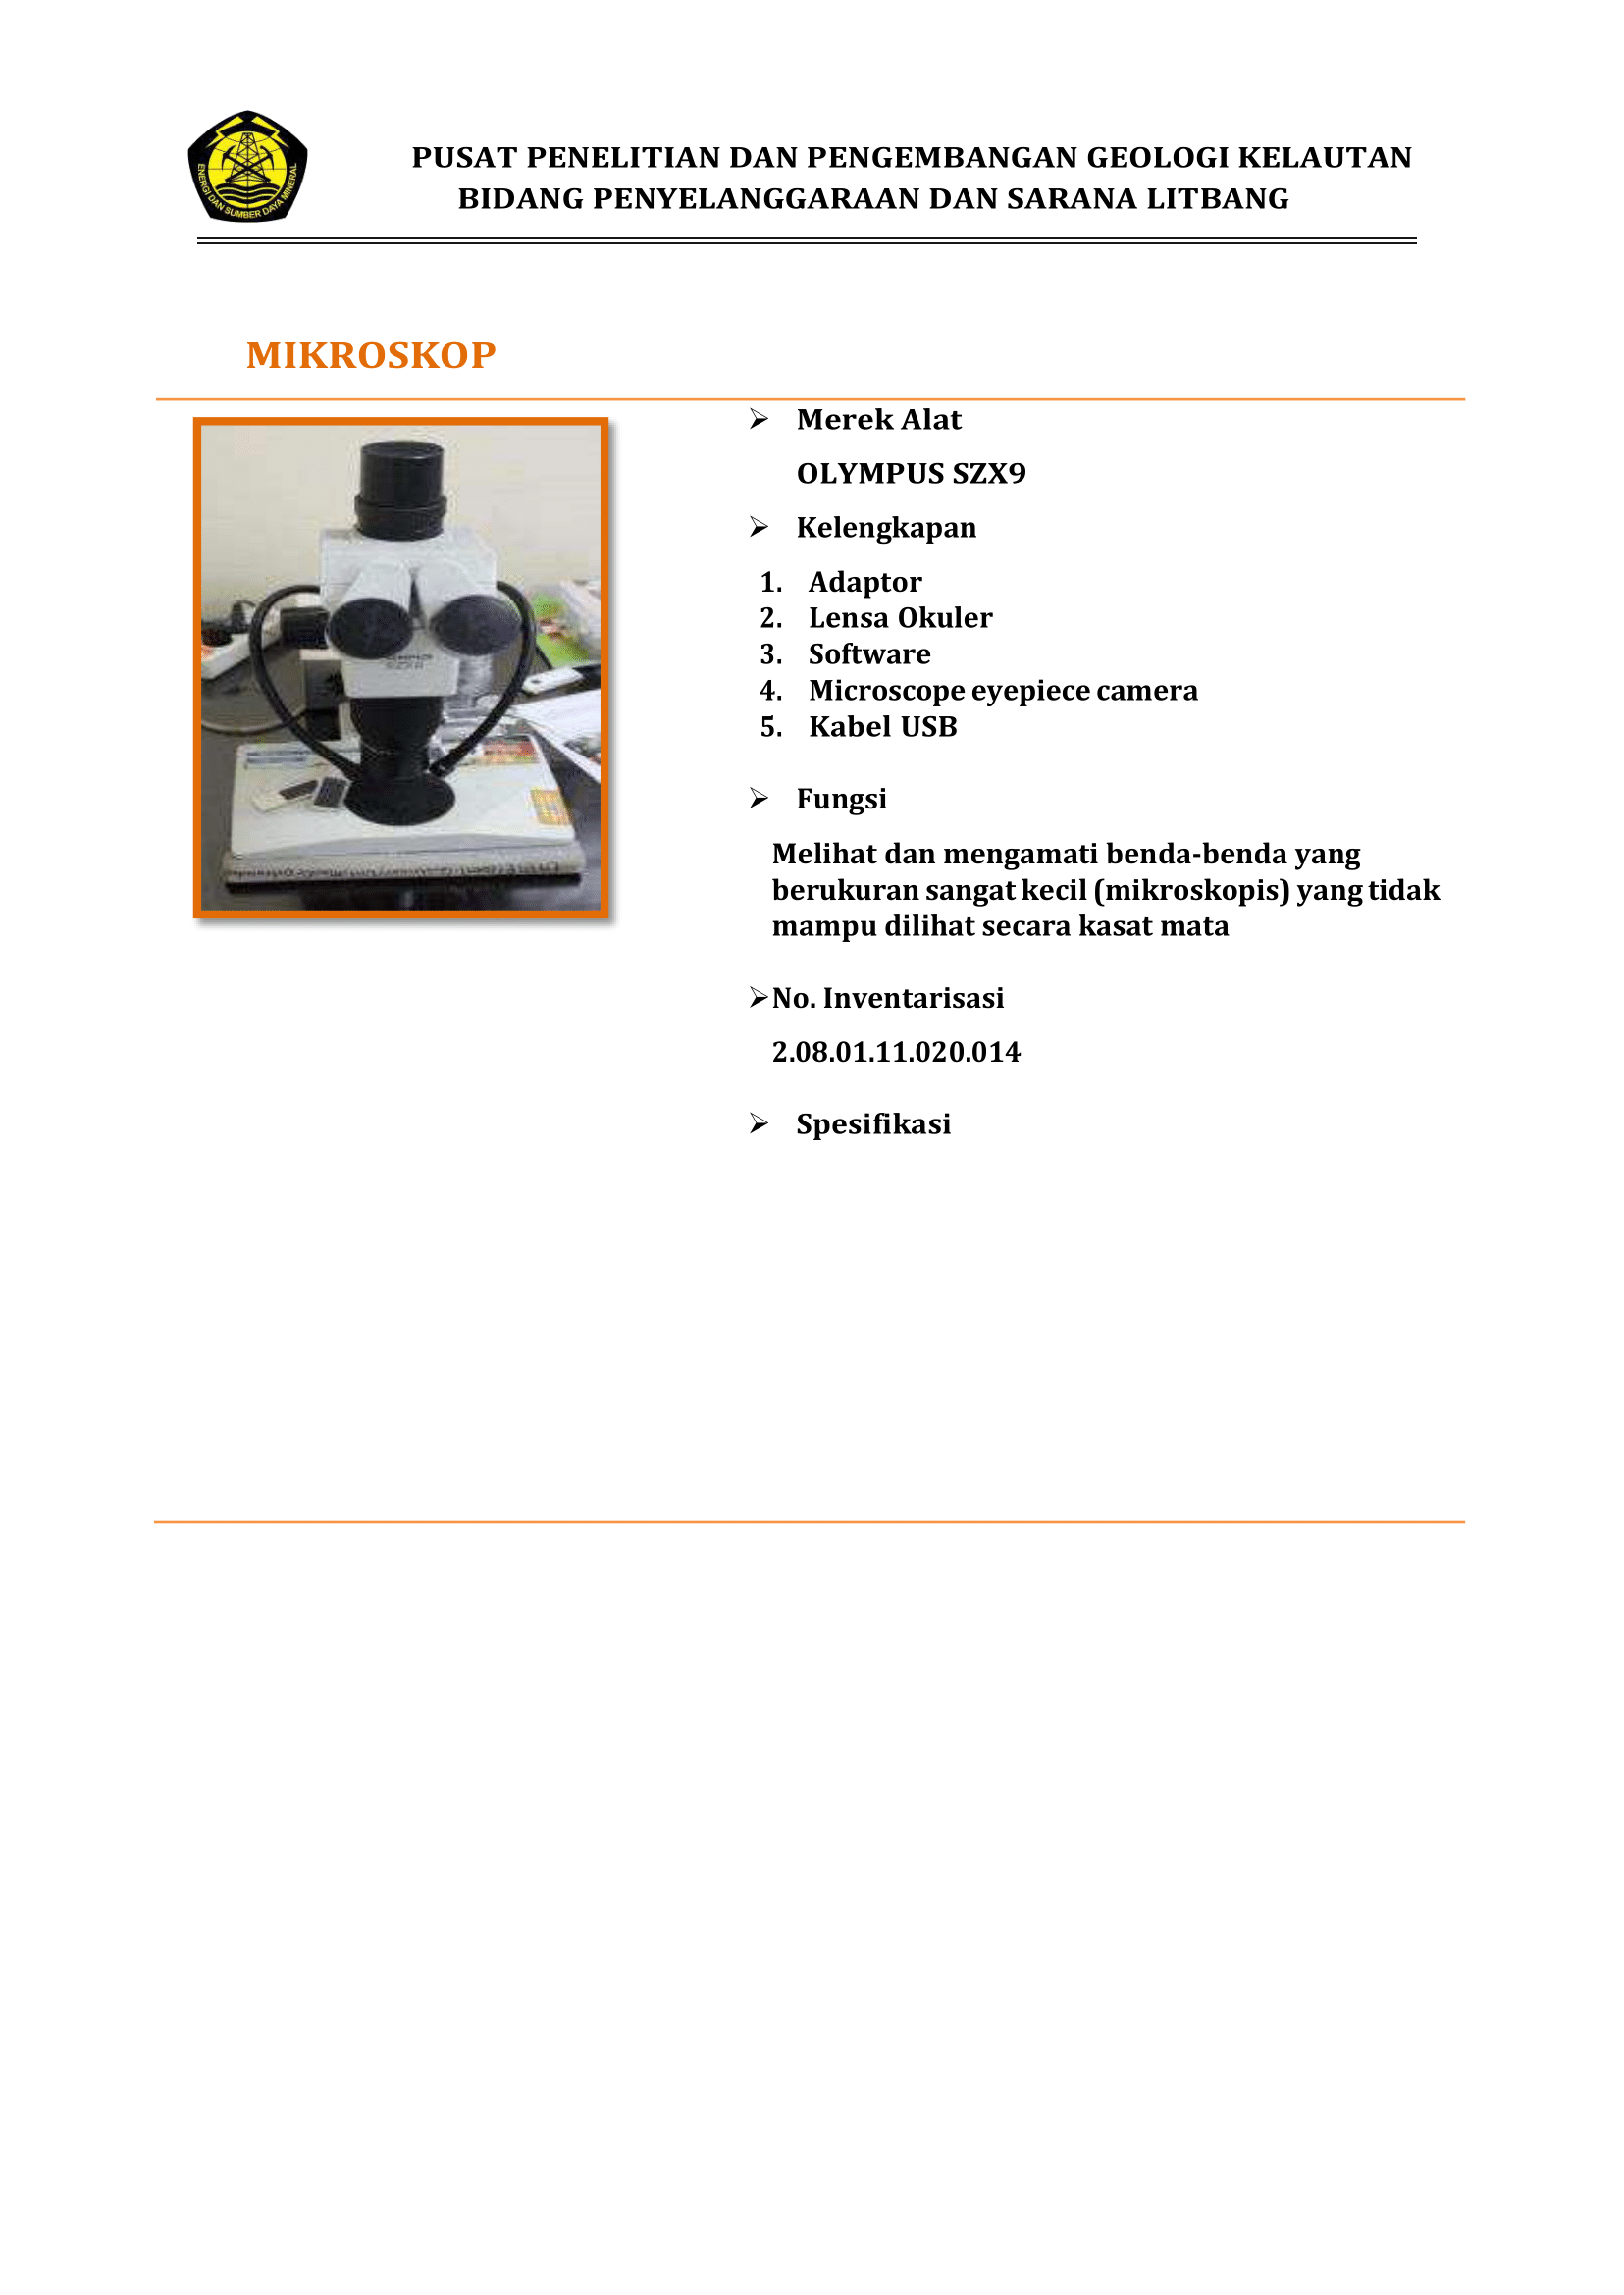 ENERGI DAN SUMBER DAYA MINERAL
PUSAT PENELITIAN DAN PENGEMBANGAN GEOLOGI KELAUTAN
BIDANG PENYELANGGARAAN DAN SARANA LITBANG
MIKROSKOP
➢ Merek Alat
OLYMPUS SZX9
➢ Kelengkapan
1. Adaptor
2. Lensa Okuler
3. Software
4. Microscope eyepiece camera
5. Kabel USB
➢ Fungsi
Melihat dan mengamati benda-benda yang
berukuran sangat kecil (mikroskopis) yang tidak
mampu dilihat secara kasat mata
➢No. Inventarisasi
2.08.01.11.020.014
➢ Spesifikasi